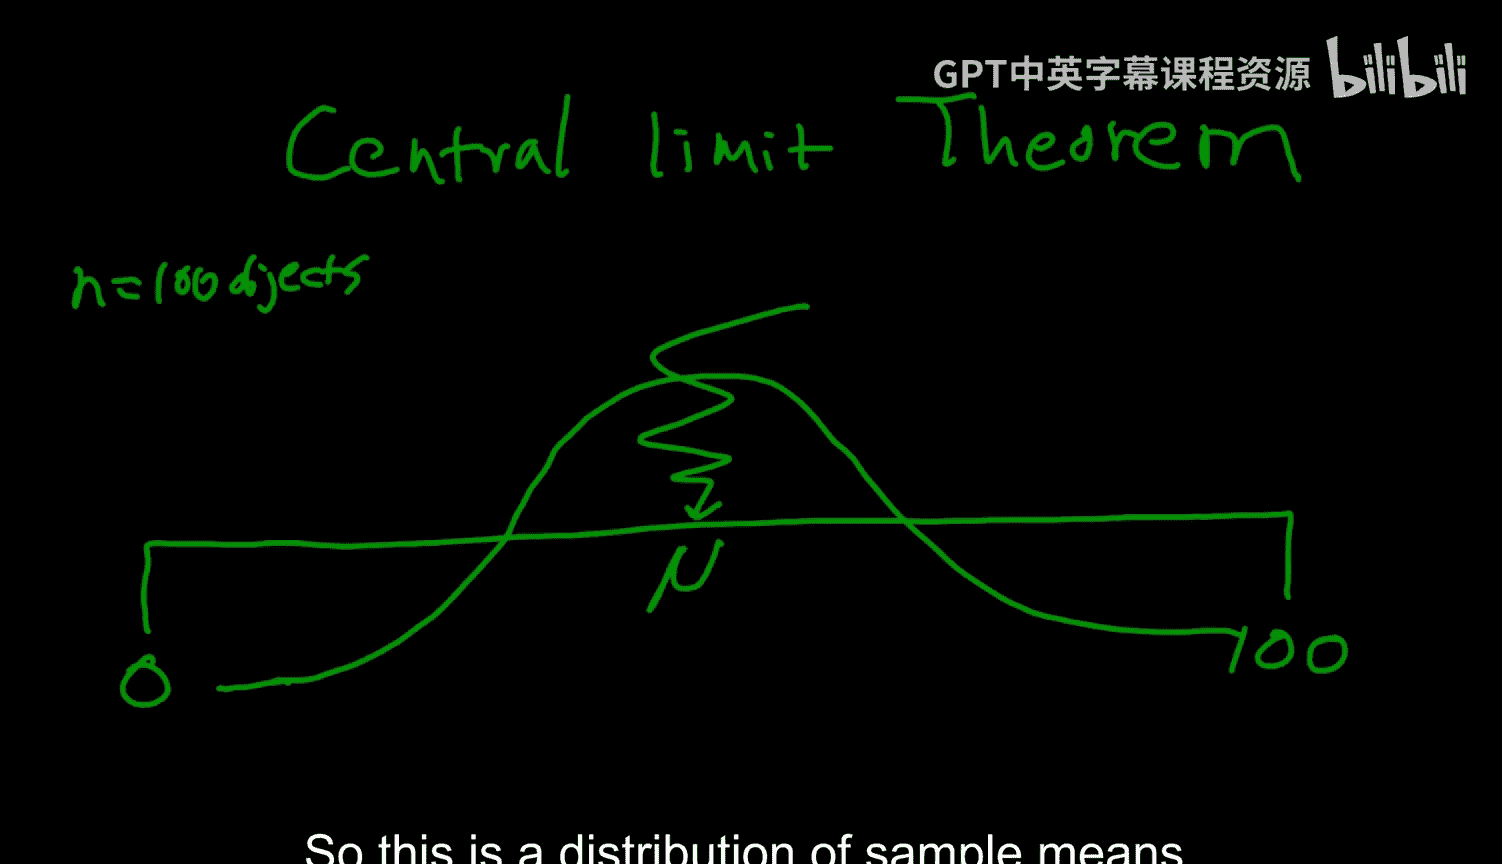 GPT中英字幕课程资源 bilibili
Central limit Theorem
n=100 objects
μ
0
100
So this is a distribution of sample means